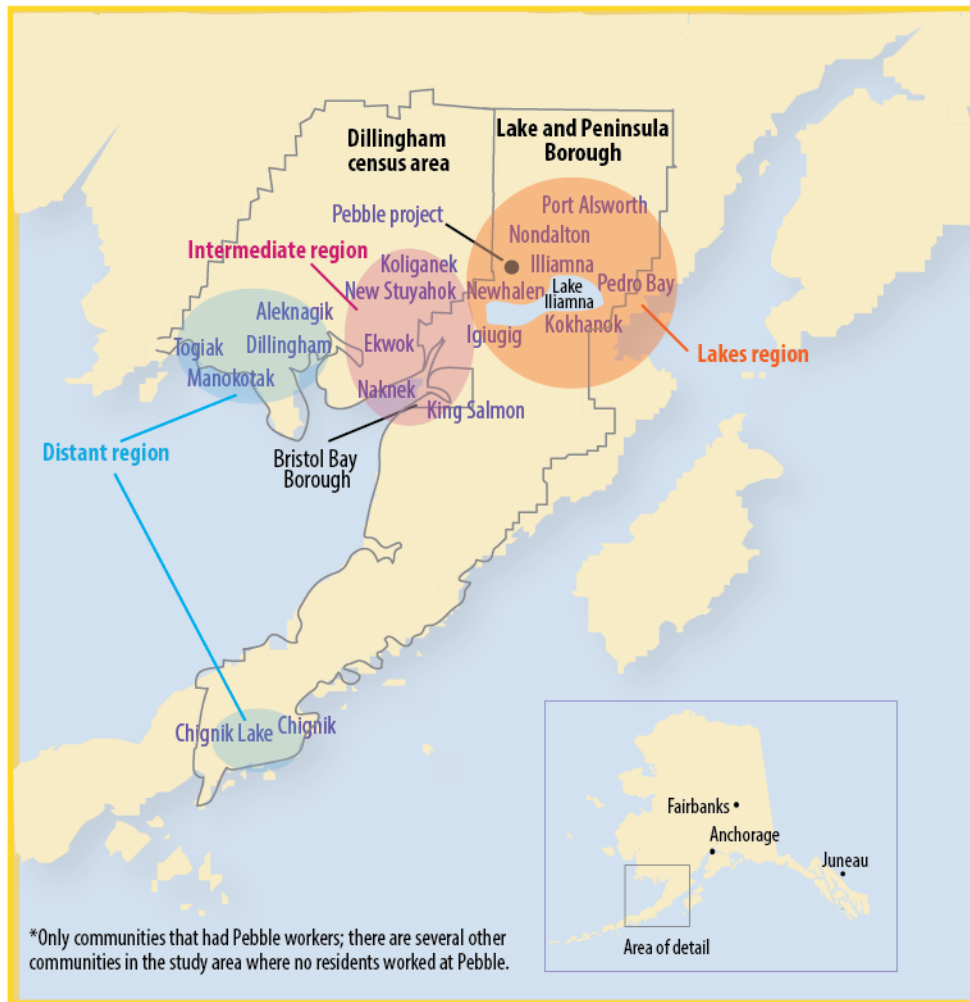 Dillingham
census area
Lake and Peninsula
Borough
Pebble project
Port Alsworth
Nondalton
Intermediate region
Koliganek
Illiamna
New Stuyahok
Newhalen
Lake
Iliamna
Pedro Bay
Aleknagik
Togiak
Dillingham
Ekwok
Igiugig
Kokhanok
Lakes region
Manokotak
Naknek
King Salmon
Distant region
Bristol Bay
Borough
Chignik Lake
Chignik
Fairbanks
Anchorage
Juneau
Area of detail
*Only communities that had Pebble workers; there are several other
communities in the study area where no residents worked at Pebble.